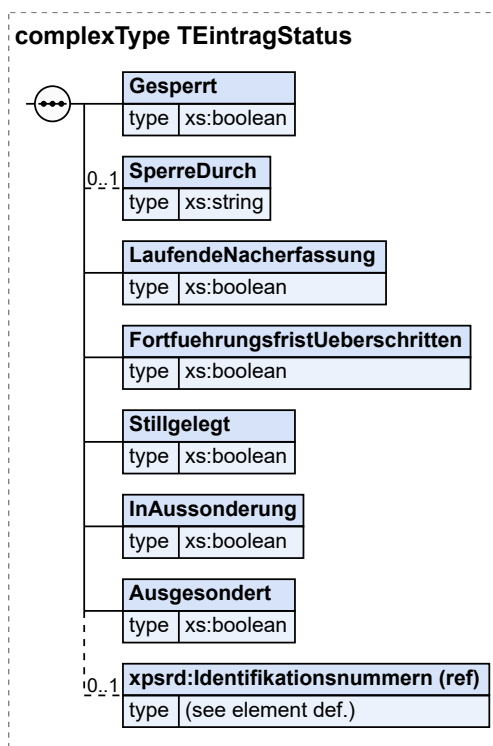 complexType TEintragStatus
Gesperrt
type xs:boolean
0..1 SperreDurch
type xs:string
LaufendeNacherfassung
type xs:boolean
FortfuehrungsfristUeberschritten
type xs:boolean
Stillgelegt
type xs:boolean
InAussonderung
type xs:boolean
Ausgesondert
type xs:boolean
0..1 xpsrd:Identifikationsnummern (ref)
type (see element def.)